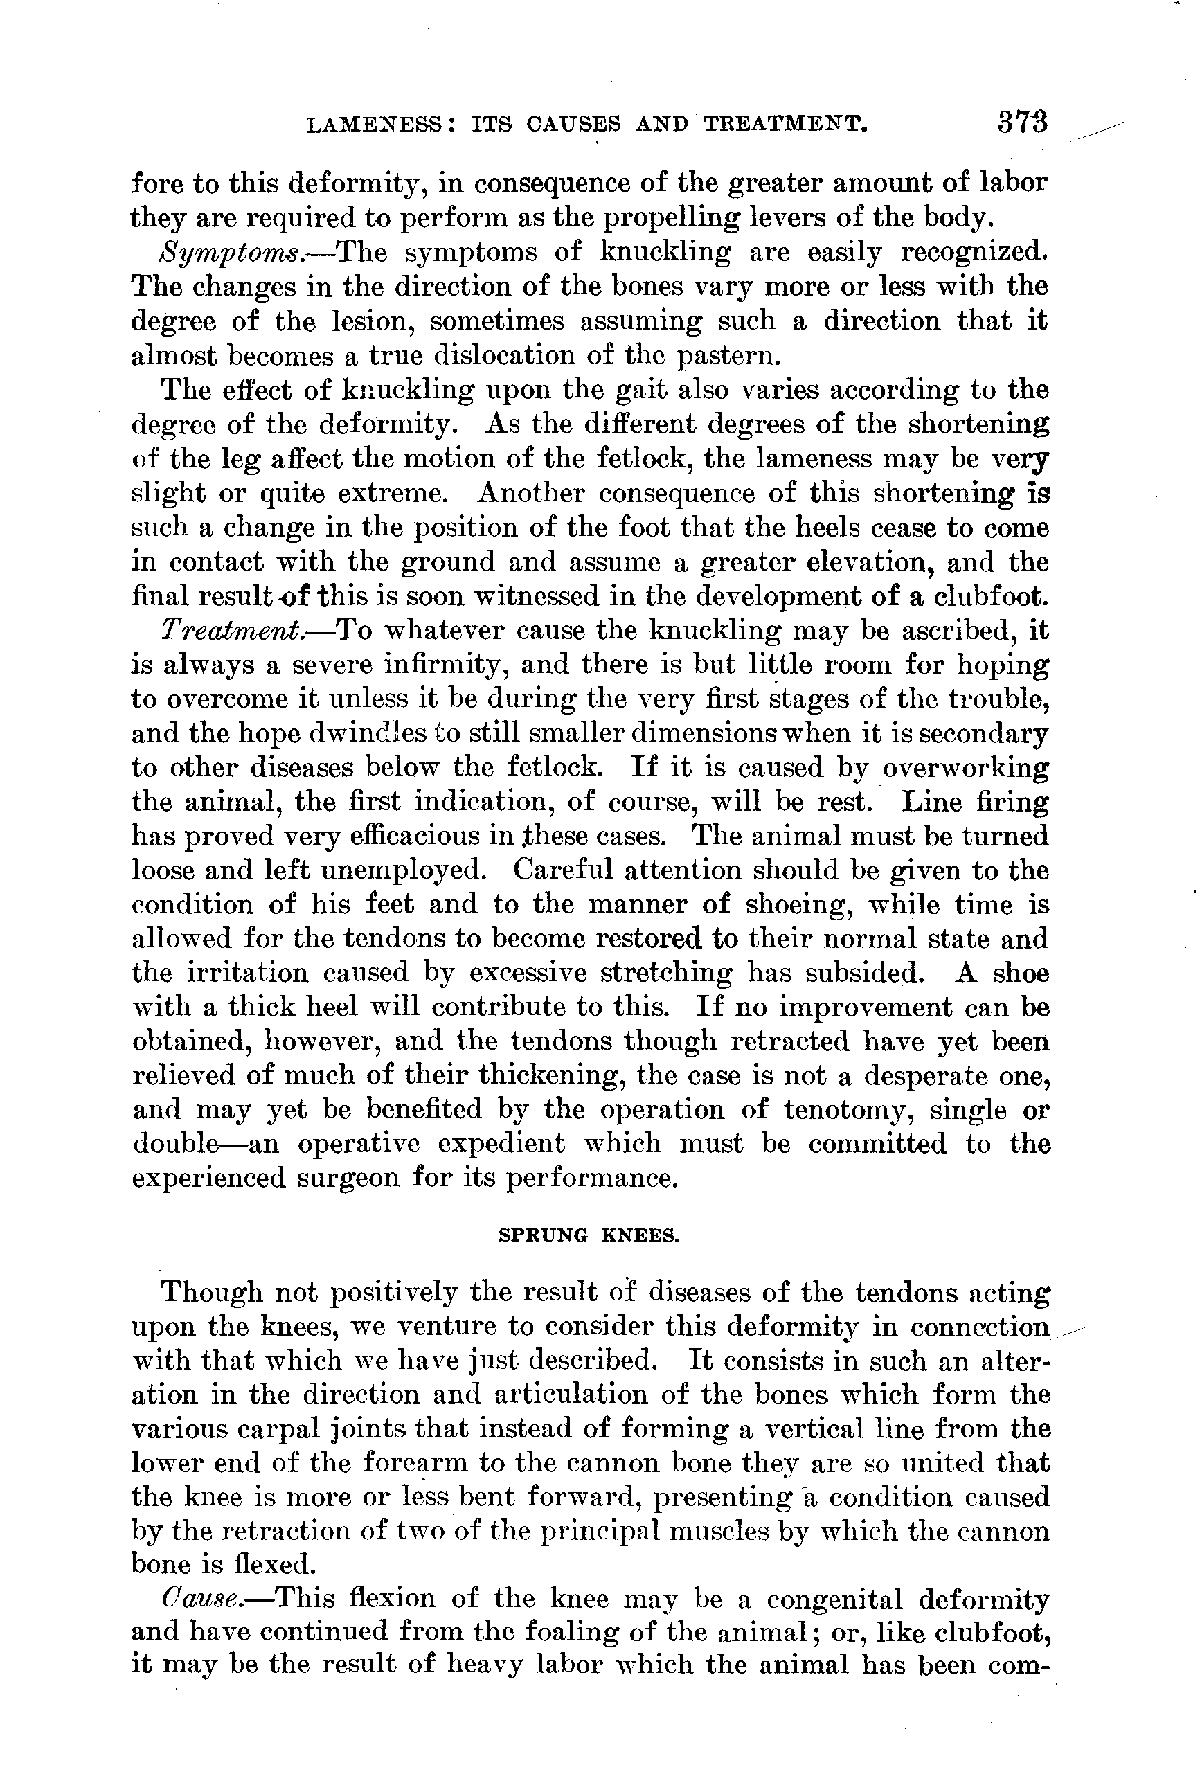 LAMENESS: ITS CAUSES AND TREATMENT. 373
fore to this deformity, in consequence of the greater amount of labor
they are required to perform as the propelling levers of the body.
Symptoms.—The symptoms of knuckling are easily recognized.
The changes in the direction of the bones vary more or less with the
degree of the lesion, sometimes assuming such a direction that it
almost becomes a true dislocation of the pastern.
The effect of knuckling upon the gait also varies according to the
degree of the deformity. As the different degrees of the shortening
of the leg affect the motion of the fetlock, the lameness may be very
slight or quite extreme. Another consequence of this shortening is
such a change in the position of the foot that the heels cease to come
in contact with the ground and assume a greater elevation, and the
final result of this is soon witnessed in the development of a clubfoot.
Treatment.—To whatever cause the knuckling may be ascribed, it
is always a severe infirmity, and there is but little room for hoping
to overcome it unless it be during the very first stages of the trouble,
and the hope dwindles to still smaller dimensions when it is secondary
to other diseases below the fetlock. If it is caused by overworking
the animal, the first indication, of course, will be rest. Line firing
has proved very efficacious in these cases. The animal must be turned
loose and left unemployed. Careful attention should be given to the
condition of his feet and to the manner of shoeing, while time is
allowed for the tendons to become restored to their normal state and
the irritation caused by excessive stretching has subsided. A shoe
with a thick heel will contribute to this. If no improvement can be
obtained, however, and the tendons though retracted have yet been
relieved of much of their thickening, the case is not a desperate one,
and may yet be benefited by the operation of tenotomy, single or
double—an operative expedient which must be committed to the
experienced surgeon for its performance.
SPRUNG KNEES.
Though not positively the result of diseases of the tendons acting
upon the knees, we venture to consider this deformity in connection
with that which we have just described. It consists in such an alter-
ation in the direction and articulation of the bones which form the
various carpal joints that instead of forming a vertical line from the
lower end of the forearm to the cannon bone they are so united that
the knee is more or less bent forward, presenting a condition caused
by the retraction of two of the principal muscles by which the cannon
bone is flexed.
Cause.—This flexion of the knee may be a congenital deformity
and have continued from the foaling of the animal; or, like clubfoot,
it may be the result of heavy labor which the animal has been com-